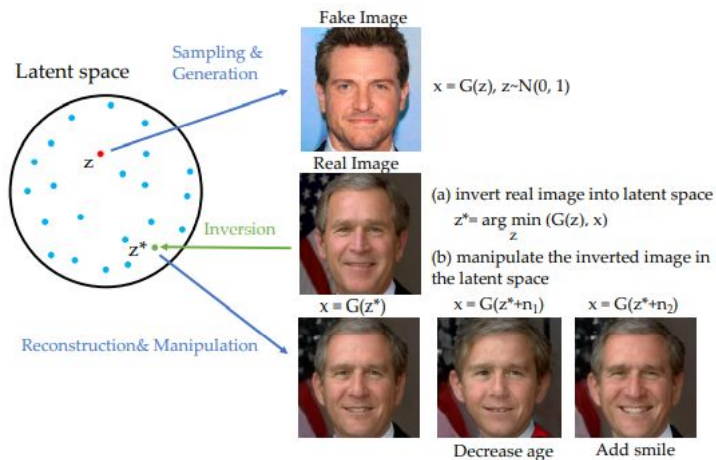 Fake Image
Sampling &
Generation
Latent space
x = G(z), z~N(0, 1)
z
Real Image
(a) invert real image into latent space
z*= arg min (G(z), x)
z
Inversion
z*
(b) manipulate the inverted image in
the latent space
x = G(z*)
x = G(z*+n₁)
x = G(z*+n₂)
Reconstruction& Manipulation
Decrease age
Add smile